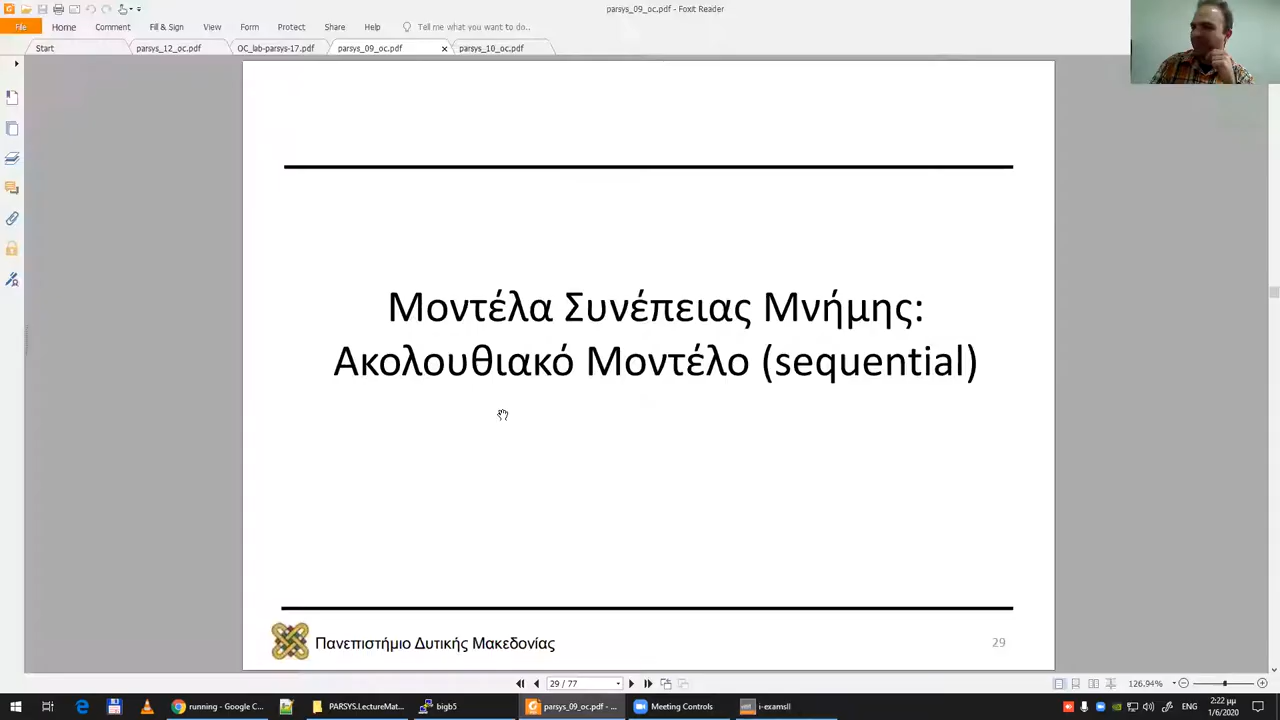 parsys_09_oc.pdf - Foxit Reader
File Home Comment Fill & Sign View Form Protect Share Help Tell me what you want to do..
Start parsys_12_oc.pdf OC_lab-parsys-17.pdf parsys_09_oc.pdf parsys_10_oc.pdf
Μοντέλα Συνέπειας Μνήμης:
Ακολουθιακό Μοντέλο (sequential)
Πανεπιστήμιο Δυτικής Μακεδονίας
29
29 / 77
126.94%
running - Google C... PARSYS.LectureMat... bigb5 parsys_09_oc.pdf - ... Meeting Controls i-examsII
2:22 μμ
1/6/2020